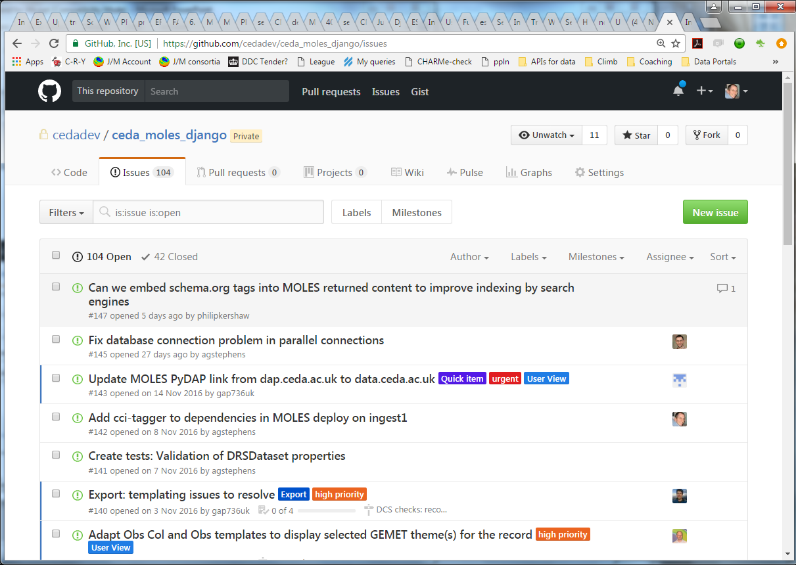 GitHub, Inc. [US] | https://github.com/cedadev/ceda_moles_django/issues
Apps C-R-Y J/M Account J/M consortia DDC Tender? League My queries CHARMe-check ppln APIs for data Climb Coaching Data Portals »
This repository Search Pull requests Issues Gist
cedadev / ceda_moles_django Private Unwatch 11 Star 0 Fork 0
Code Issues 104 Pull requests 0 Projects 0 Wiki Pulse Graphs Settings
Filters is:issue is:open Labels Milestones New issue
104 Open 42 Closed Author Labels Milestones Assignee Sort
Can we embed schema.org tags into MOLES returned content to improve indexing by search 1
engines
#147 opened 5 days ago by philipkershaw
Fix database connection problem in parallel connections
#145 opened 27 days ago by agstephens
Update MOLES PyDAP link from dap.ceda.ac.uk to data.ceda.ac.uk Quick item urgent User View
#143 opened on 14 Nov 2016 by gap736uk
Add cci-tagger to dependencies in MOLES deploy on ingest1
#142 opened on 8 Nov 2016 by agstephens
Create tests: Validation of DRSDataset properties
#141 opened on 7 Nov 2016 by agstephens
Export: templating issues to resolve Export high priority
#140 opened on 3 Nov 2016 by gap736uk 0 of 4 DCS checks: reco...
Adapt Obs Col and Obs templates to display selected GEMET theme(s) for the record high priority
User View